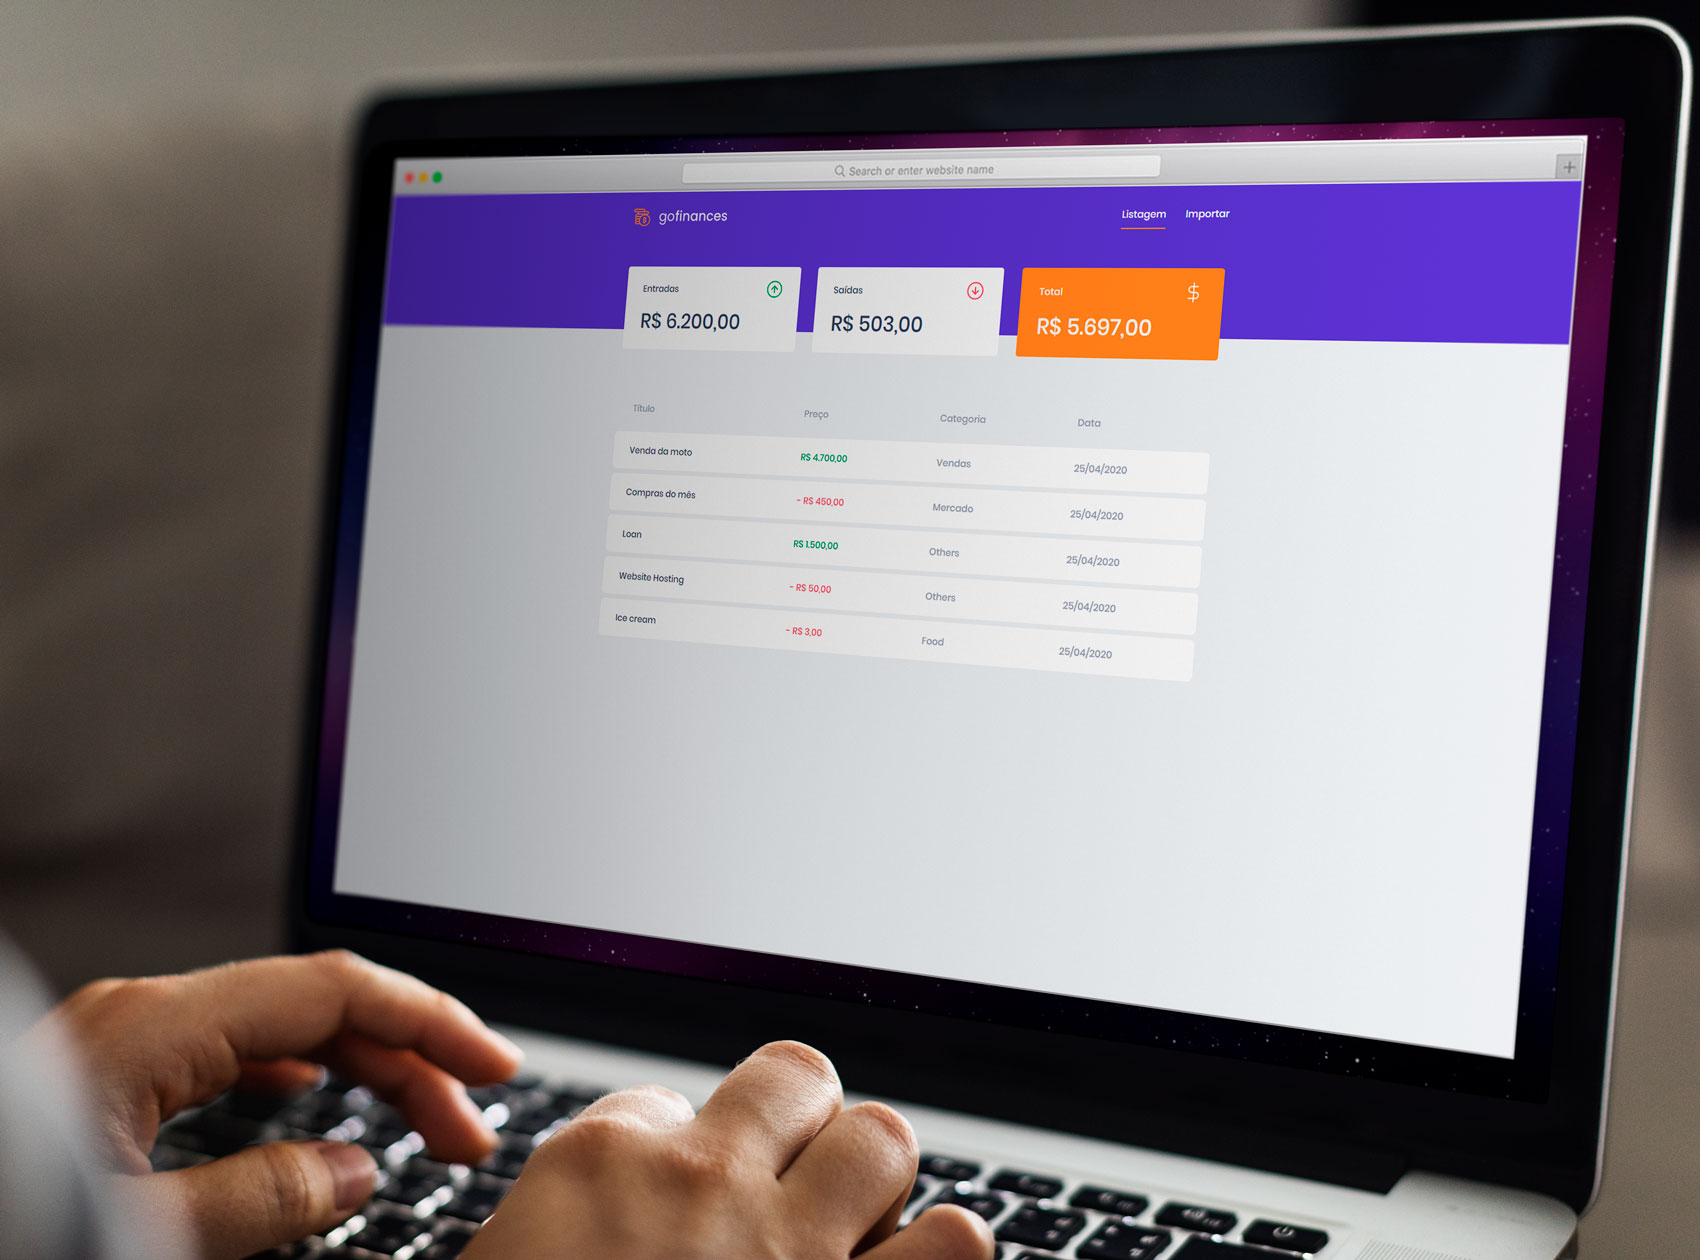 Search or enter website name
gofinances
Listagem Importar
Entradas Saídas Total $
R$ 6.200,00 R$ 503,00 R$ 5.697,00
Título Preço Categoria Data
Venda da moto R$ 4.700,00 Vendas 25/04/2020
Compras do mês - R$ 450,00 Mercado 25/04/2020
Loan R$ 1.500,00 Others 25/04/2020
Website Hosting - R$ 50,00 Others 25/04/2020
Ice cream - R$ 3,00 Food 25/04/2020